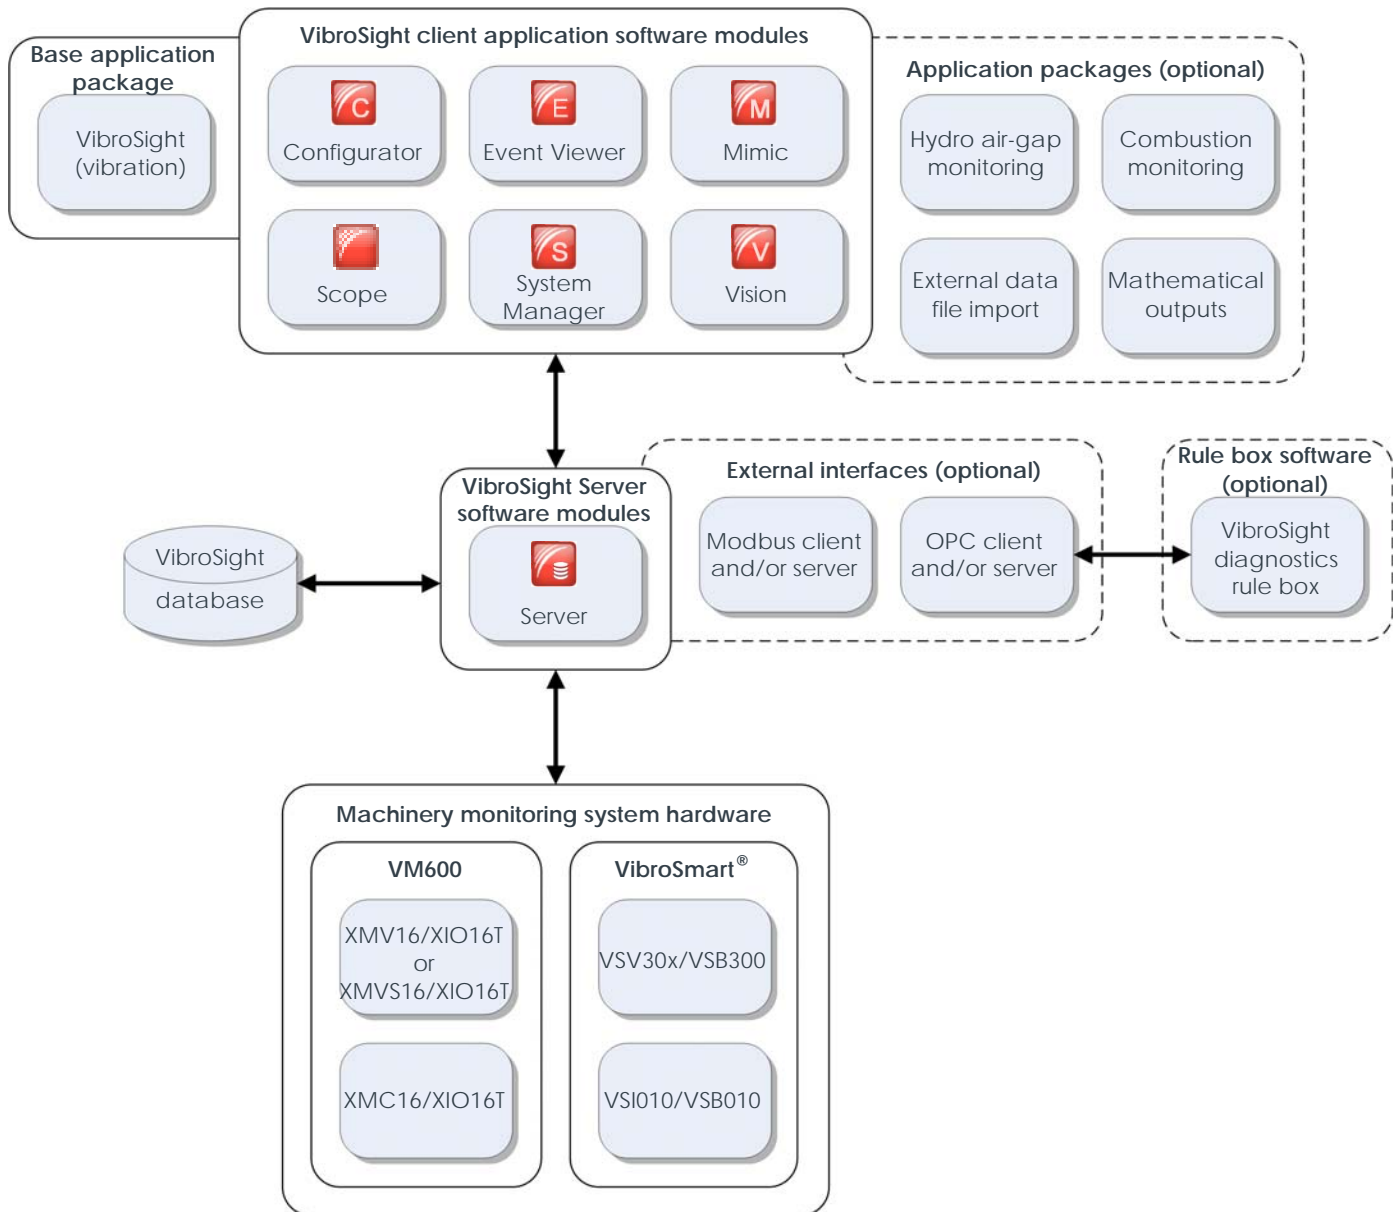 VibroSight client application software modules
Base application
package
VibroSight
(vibration)
C
Configurator
E
Event Viewer
M
Mimic
Scope
S
System
Manager
V
Vision
Application packages (optional)
Hydro air-gap
monitoring
Combustion
monitoring
External data
file import
Mathematical
outputs
VibroSight
database
VibroSight Server
software modules
Server
External interfaces (optional)
Modbus client
and/or server
OPC client
and/or server
Rule box software
(optional)
VibroSight
diagnostics
rule box
Machinery monitoring system hardware
VM600
XMV16/XIO16T
or
XMVS16/XIO16T
XMC16/XIO16T
VibroSmart®
VSV30x/VSB300
VSI010/VSB010